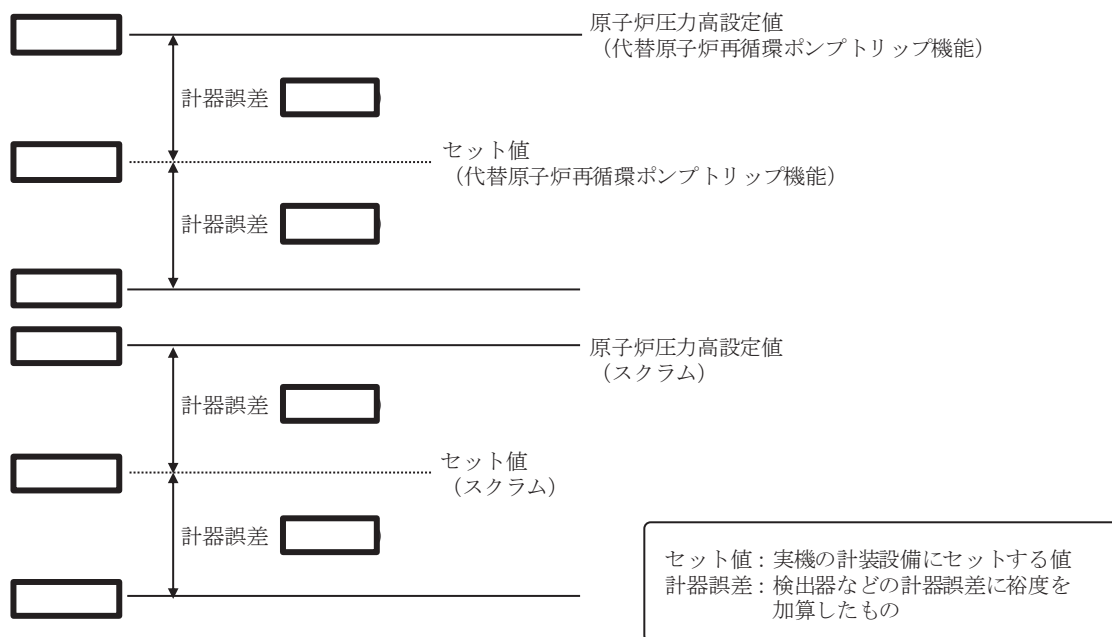 原子炉圧力高設定値
（代替原子炉再循環ポンプトリップ機能）
計器誤差
セット値
（代替原子炉再循環ポンプトリップ機能）
計器誤差
原子炉圧力高設定値
（スクラム）
計器誤差
セット値
（スクラム）
計器誤差
セット値：実機の計装設備にセットする値
計器誤差：検出器などの計器誤差に裕度を
加算したもの